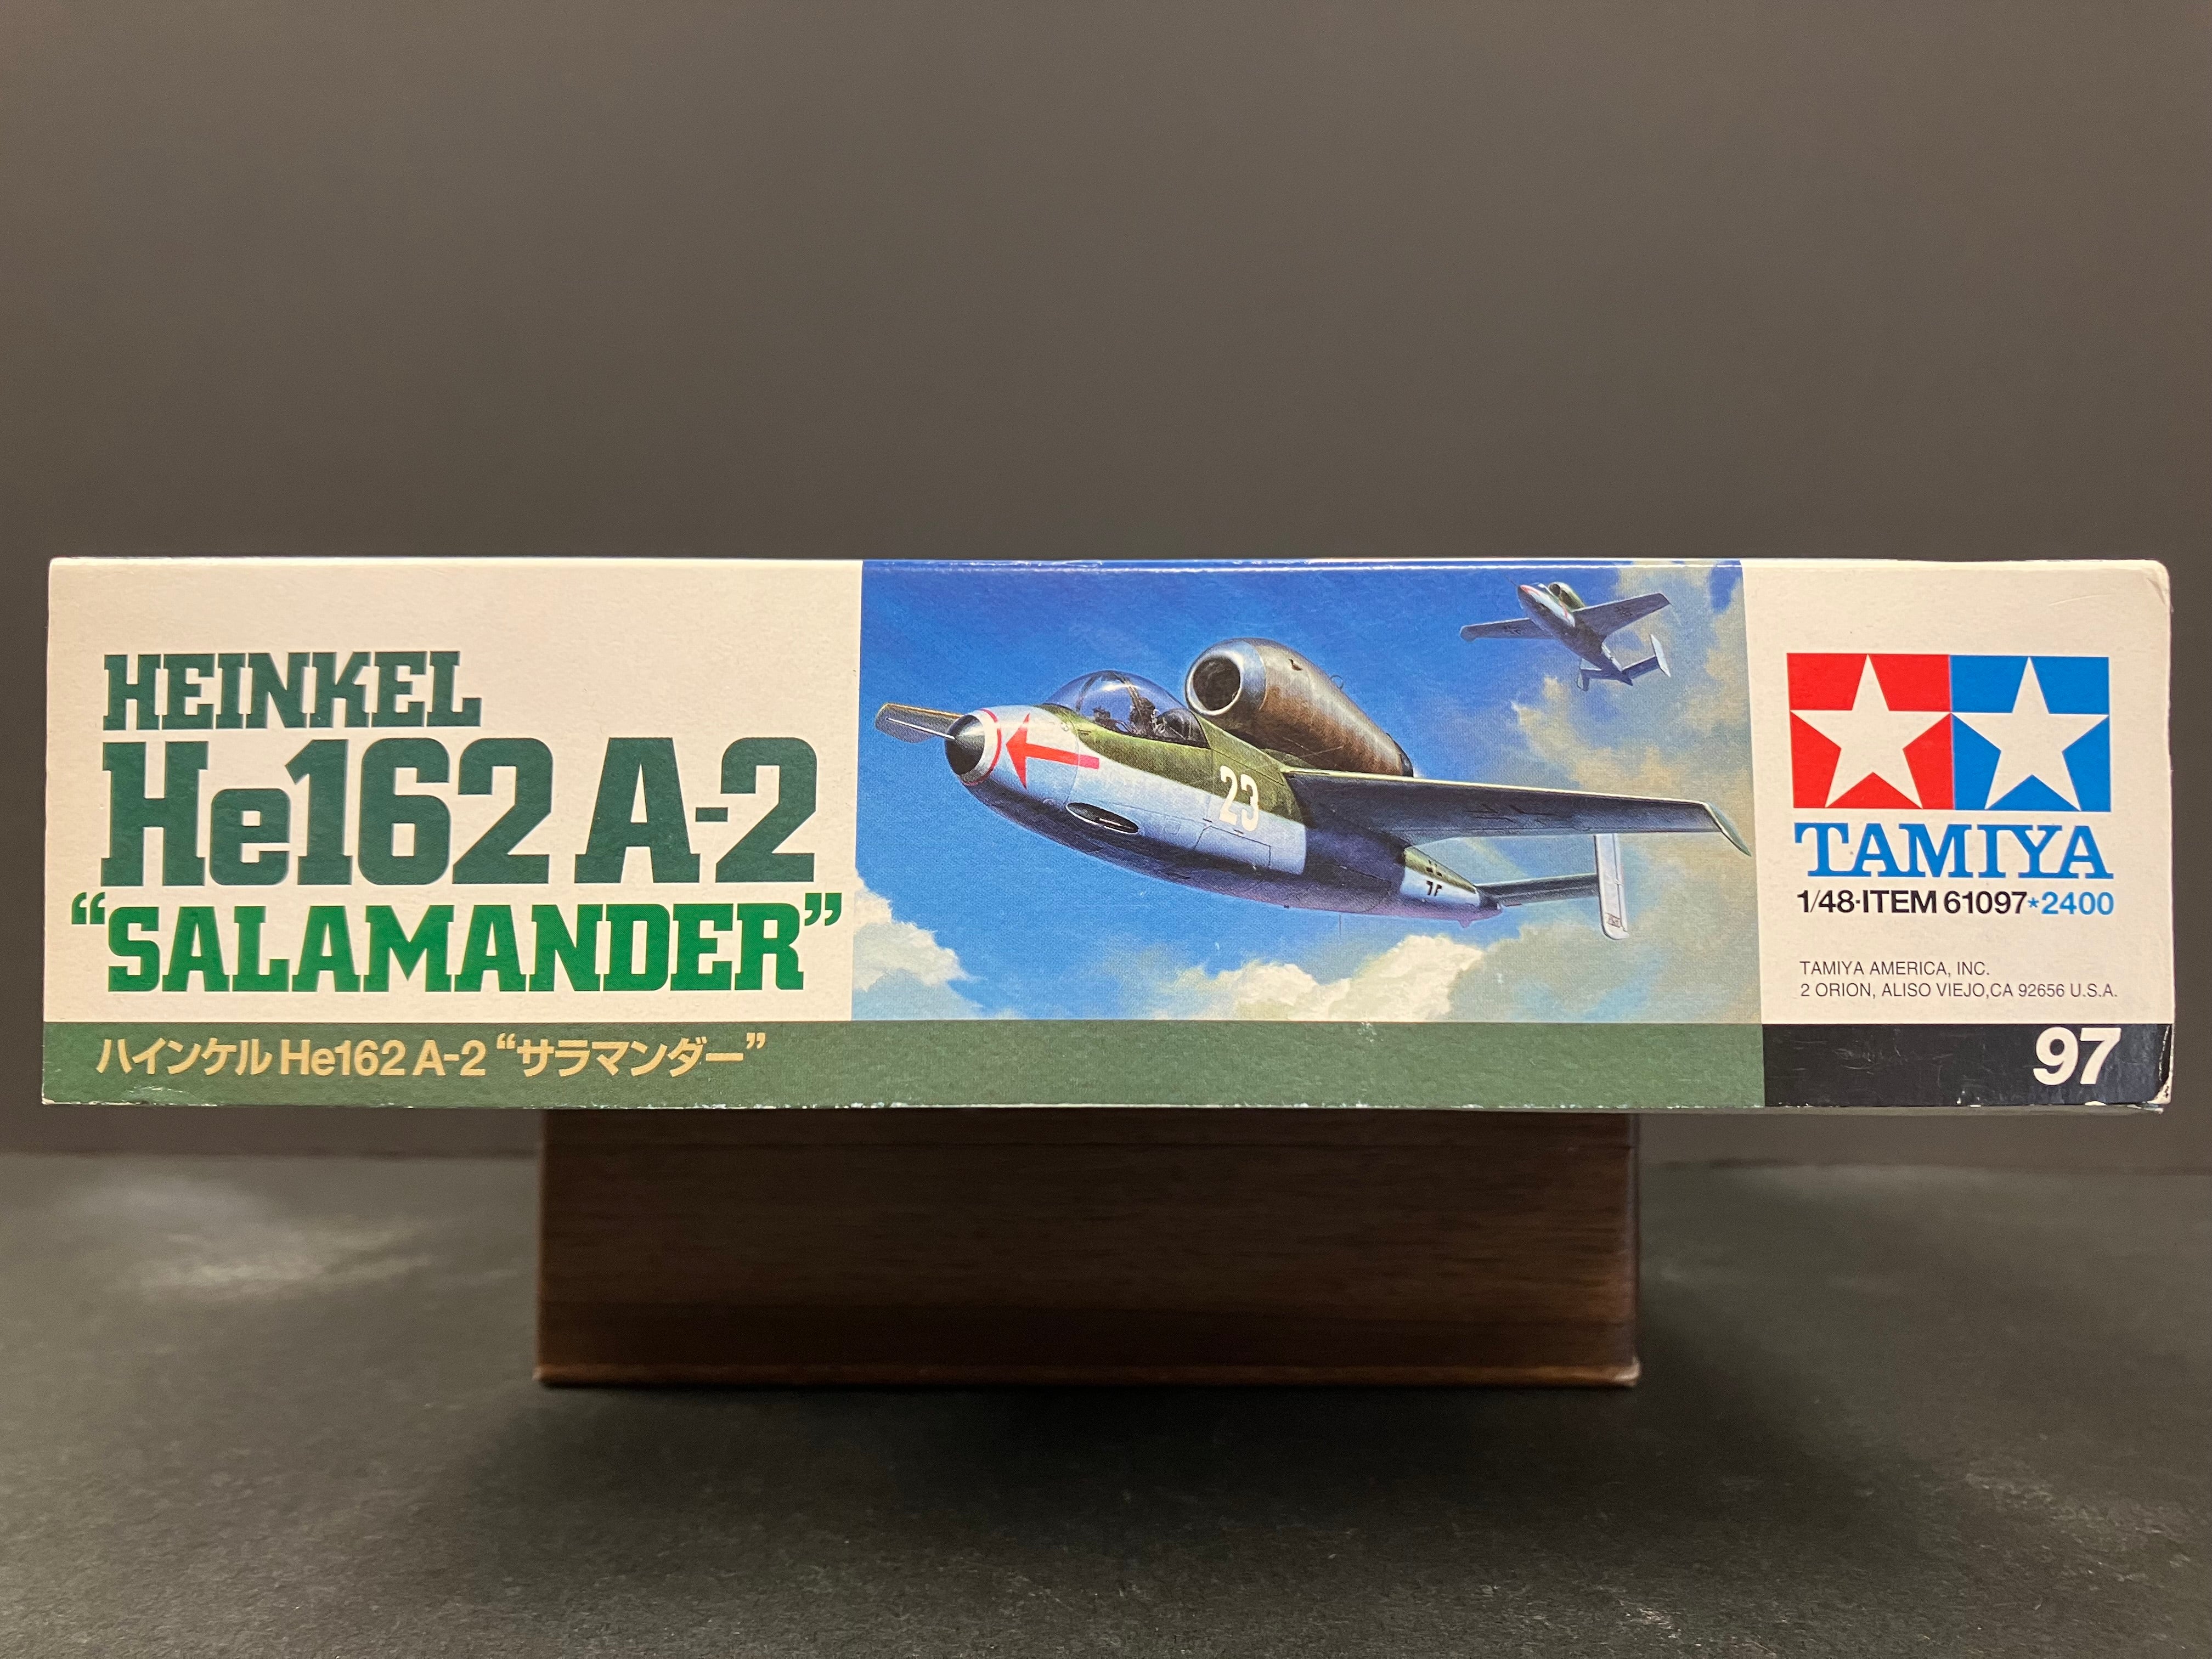 HEINKEL
He162 A-2
“SALAMANDER”
ハインケル He162 A-2 “サラマンダー”
23
TAMIYA
1/48·ITEM 61097*2400
TAMIYA AMERICA, INC.
2 ORION, ALISO VIEJO,CA 92656 U.S.A.
97